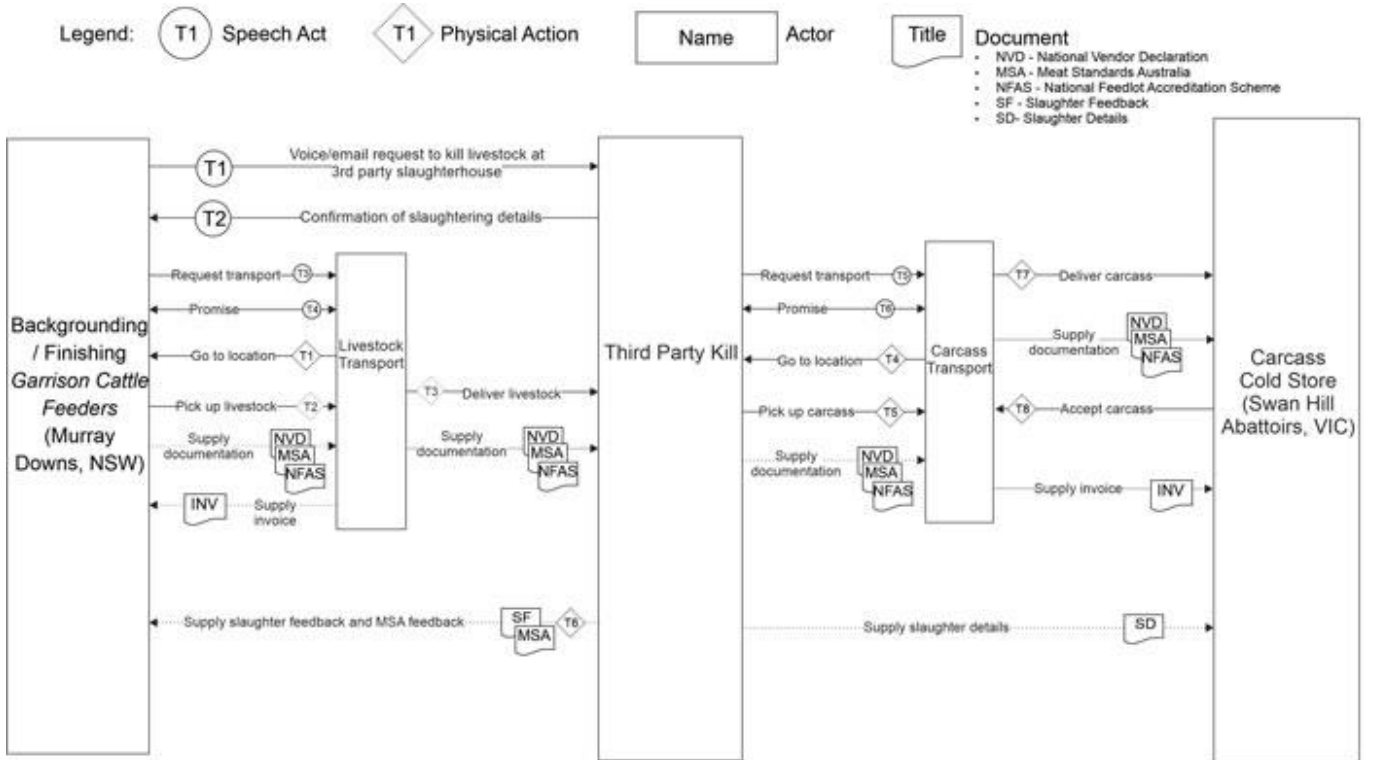 Legend:
T1
Speech Act
T1
Physical Action
Name
Actor
Title
Document
• NVD - National Vendor Declaration
• MSA - Meat Standards Australia
• NFAS - National Feedlot Accreditation Scheme
• SF - Slaughter Feedback
• SD- Slaughter Details
Backgrounding
/ Finishing
Garrison Cattle
Feeders
(Murray
Downs, NSW)
T1
Voice/email request to kill livestock at
3rd party slaughterhouse
T2
Confirmation of slaughtering details
Request transport
T3
Promise
T4
Go to location
T1
Pick up livestock
T2
Supply
documentation
NVD
MSA
NFAS
INV
Supply
invoice
Livestock
Transport
T3
Deliver livestock
Supply
documentation
NVD
MSA
NFAS
Supply slaughter feedback and MSA feedback
SF
MSA
T6
Third Party Kill
Request transport
T5
Promise
T6
Go to location
T4
Pick up carcass
T5
Supply
documentation
NVD
MSA
NFAS
Carcass
Transport
T7
Deliver carcass
Supply
documentation
NVD
MSA
NFAS
T8
Accept carcass
Supply invoice
INV
Supply slaughter details
SD
Carcass
Cold Store
(Swan Hill
Abattoirs, VIC)